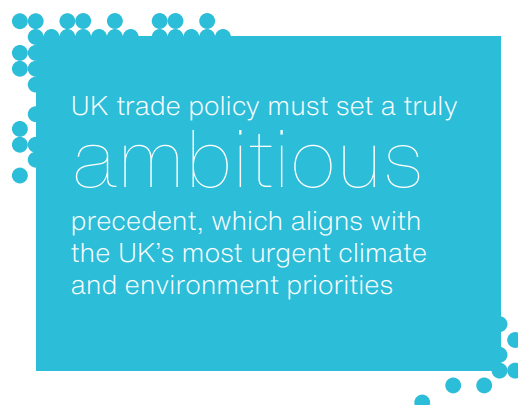 UK trade policy must set a truly
ambitious
precedent, which aligns with
the UK’s most urgent climate
and environment priorities